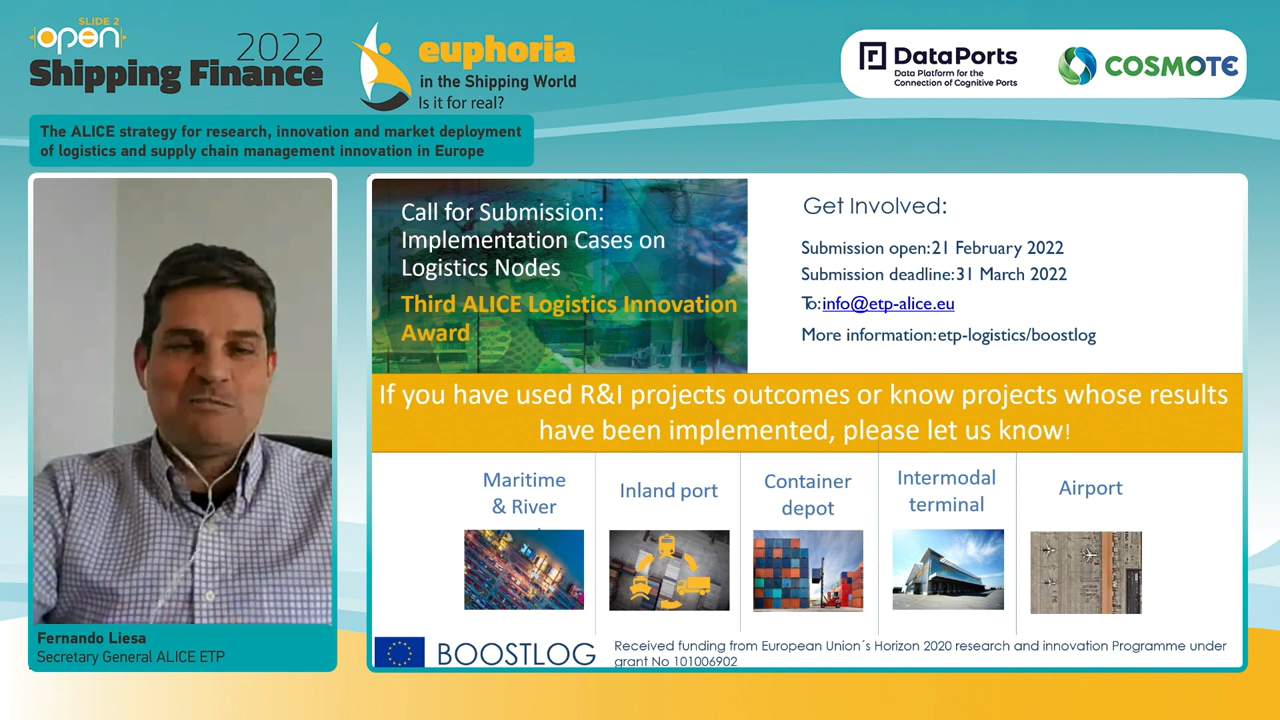 SLIDE 2
open
2022
Shipping Finance
euphoria
in the Shipping World
Is it for real?
DataPorts
Data Platform for the
Connection of Cognitive Ports
COSMOTE
The ALICE strategy for research, innovation and market deployment
of logistics and supply chain management innovation in Europe
Call for Submission:
Implementation Cases on
Logistics Nodes
Third ALICE Logistics Innovation
Award
Get Involved:
Submission open:21 February 2022
Submission deadline:31 March 2022
To:info@etp-alice.eu
More information:etp-logistics/boostlog
If you have used R&I projects outcomes or know projects whose results
have been implemented, please let us know!
Maritime
& River
Inland port
Container
depot
Intermodal
terminal
Airport
Fernando Liesa
Secretary General ALICE ETP
BOOSTLOG
Received funding from European Union´s Horizon 2020 research and innovation Programme under
grant No 101006902